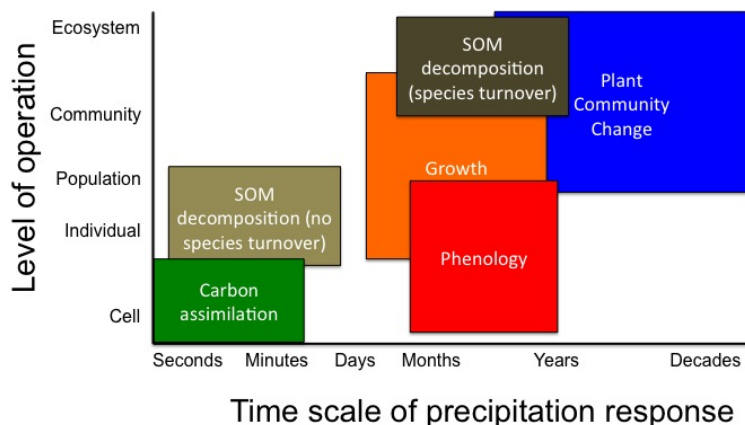 Level of operation
Ecosystem
Community
Population
Individual
Cell
SOM
decomposition
(species turnover)
Plant
Community
Change
Growth
SOM
decomposition (no
species turnover)
Phenology
Carbon
assimilation
Seconds Minutes Days Months Years Decades
Time scale of precipitation response